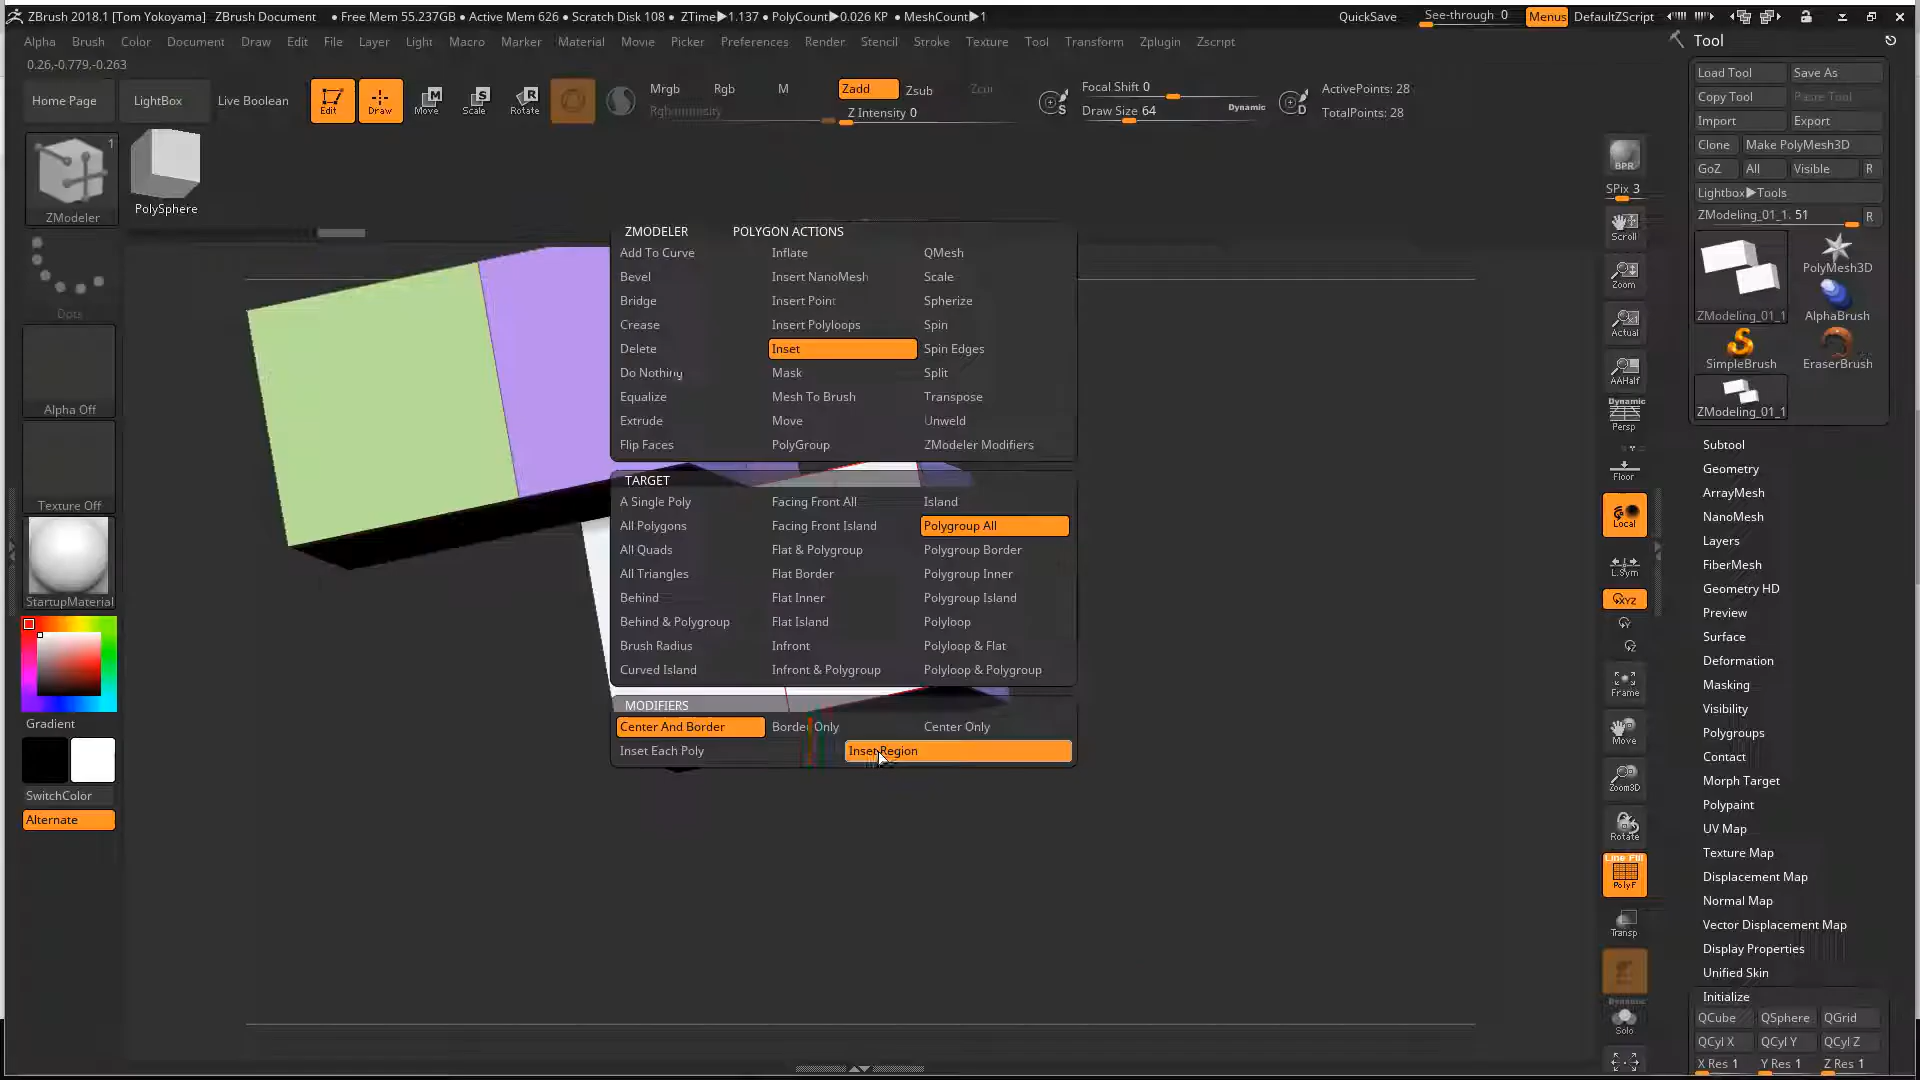 ZBrush 2018.1 [Tom Yokoyama] ZBrush Document ● Free Mem 55.237GB ● Active Mem 626 ● Scratch Disk 108 ● ZTime▶1.137 ● PolyCount▶0.026 KP ● MeshCount▶1 QuickSave See-through 0 Menus DefaultZScript
Alpha Brush Color Document Draw Edit File Layer Light Macro Marker Material Movie Picker Preferences Render Stencil Stroke Texture Tool Transform Zplugin Zscript
0.26,-0.779,-0.263
Home Page LightBox Live Boolean Edit Draw Move Scale Rotate
Mrgb Rgb M
Rgb Intensity
Zadd Zsub Zcut
Z Intensity 0
Focal Shift 0
Draw Size 64 Dynamic
ActivePoints: 28
TotalPoints: 28
1
ZModeler
PolySphere
Dots
Alpha Off
Texture Off
StartupMaterial
Gradient
SwitchColor
Alternate
ZMODELER POLYGON ACTIONS
Add To Curve Inflate QMesh
Bevel Insert NanoMesh Scale
Bridge Insert Point Spherize
Crease Insert Polyloops Spin
Delete Inset Spin Edges
Do Nothing Mask Split
Equalize Mesh To Brush Transpose
Extrude Move Unweld
Flip Faces PolyGroup ZModeler Modifiers
TARGET
A Single Poly Facing Front All Island
All Polygons Facing Front Island Polygroup All
All Quads Flat & Polygroup Polygroup Border
All Triangles Flat Border Polygroup Inner
Behind Flat Inner Polygroup Island
Behind & Polygroup Flat Island Polyloop
Brush Radius Infront Polyloop & Flat
Curved Island Infront & Polygroup Polyloop & Polygroup
MODIFIERS
Center And Border Border Only Center Only
Inset Each Poly Inset Region
BPR
SPix 3
Scroll
Zoom
Actual
AAHalf
Dynamic
Persp
Floor
Local
L.Sym
XYZ
Frame
Move
Zoom3D
Rotate
Line Fill
PolyF
Transp
Dynamic
Solo
Tool
Load Tool Save As
Copy Tool Paste Tool
Import Export
Clone Make PolyMesh3D
GoZ All Visible R
Lightbox▶Tools
ZModeling_01_1. 51 R
PolyMesh3D
ZModeling_01_1 AlphaBrush
SimpleBrush EraserBrush
ZModeling_01_1
Subtool
Geometry
ArrayMesh
NanoMesh
Layers
FiberMesh
Geometry HD
Preview
Surface
Deformation
Masking
Visibility
Polygroups
Contact
Morph Target
Polypaint
UV Map
Texture Map
Displacement Map
Normal Map
Vector Displacement Map
Display Properties
Unified Skin
Initialize
QCube QSphere QGrid
QCyl X QCyl Y QCyl Z
X Res 1 Y Res 1 Z Res 1